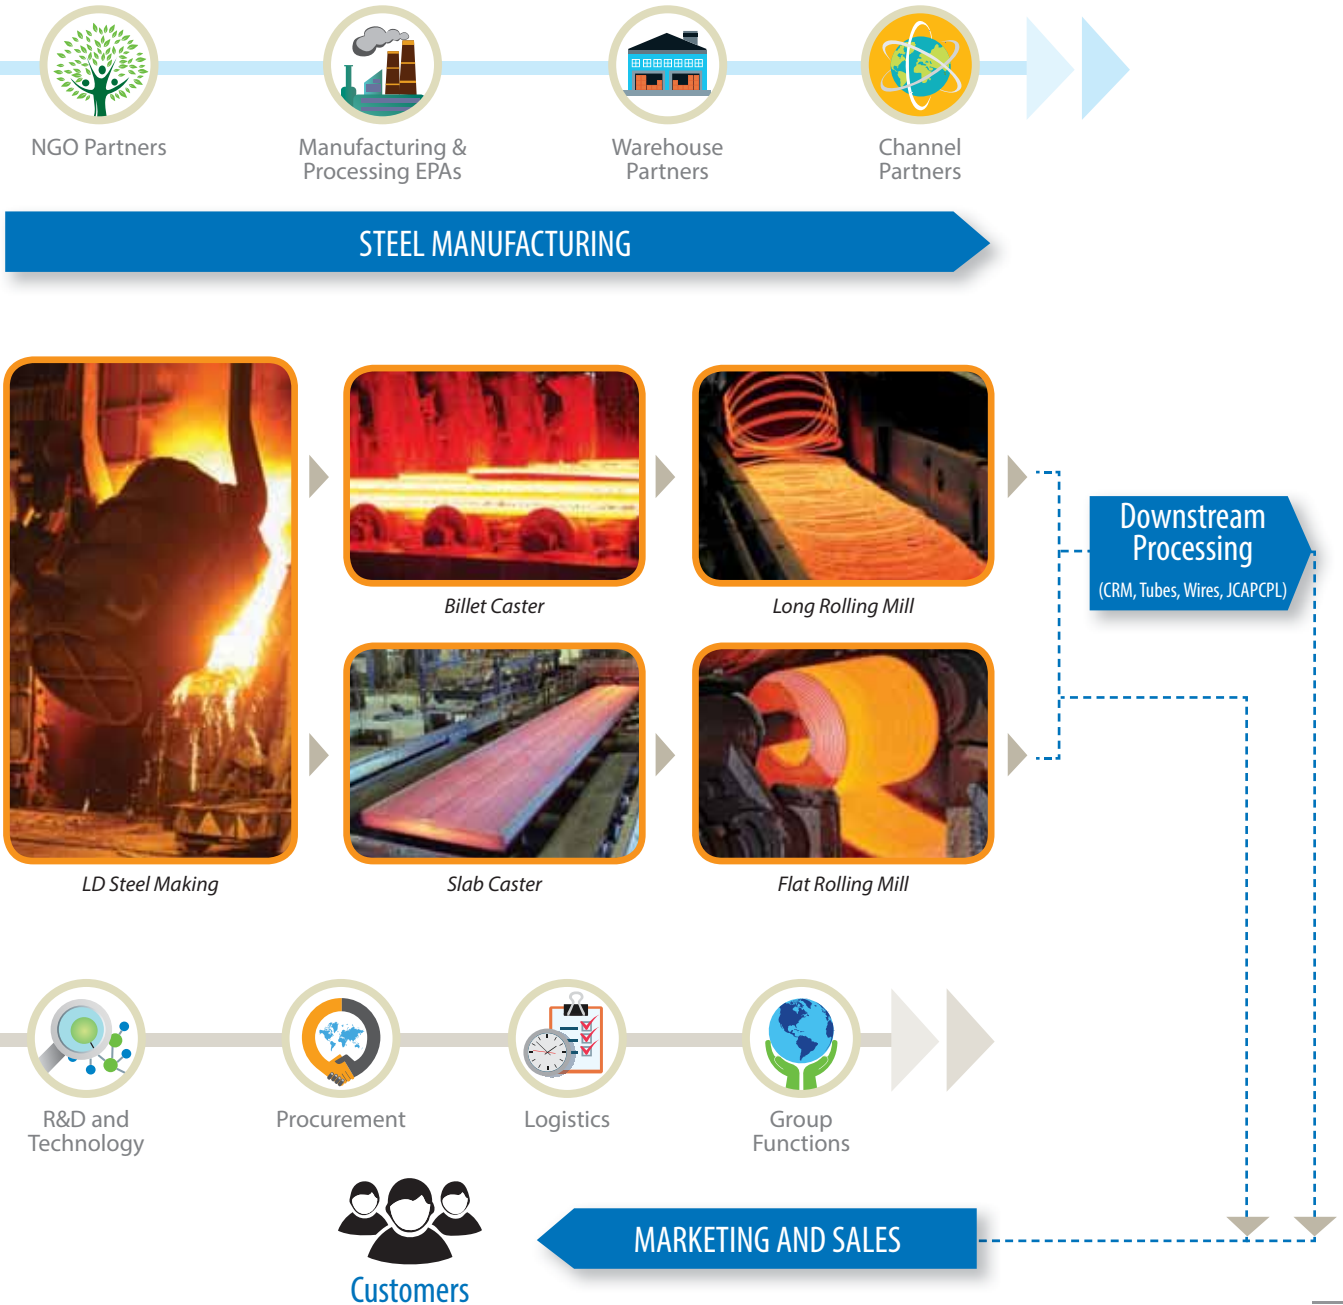 NGO Partners
Manufacturing &
Processing EPAs
Warehouse
Partners
Channel
Partners
STEEL MANUFACTURING
LD Steel Making
Billet Caster
Long Rolling Mill
Slab Caster
Flat Rolling Mill
Downstream
Processing
(CRM, Tubes, Wires, JCAPCPL)
R&D and
Technology
Procurement
Logistics
Group
Functions
Customers
MARKETING AND SALES